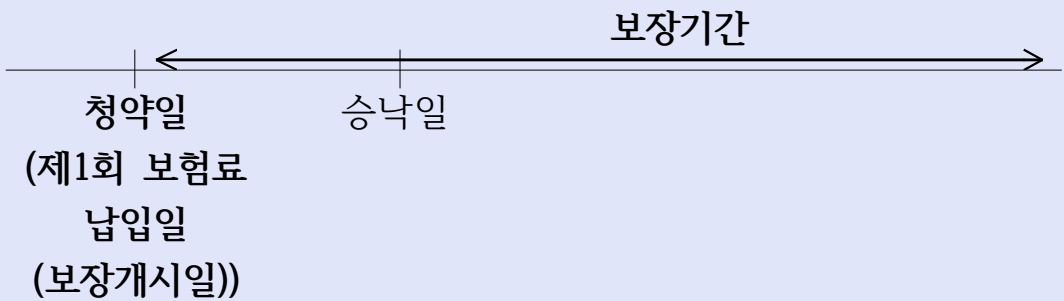 보장기간
청약일
승낙일
(제1회 보험료
납입일
(보장개시일))